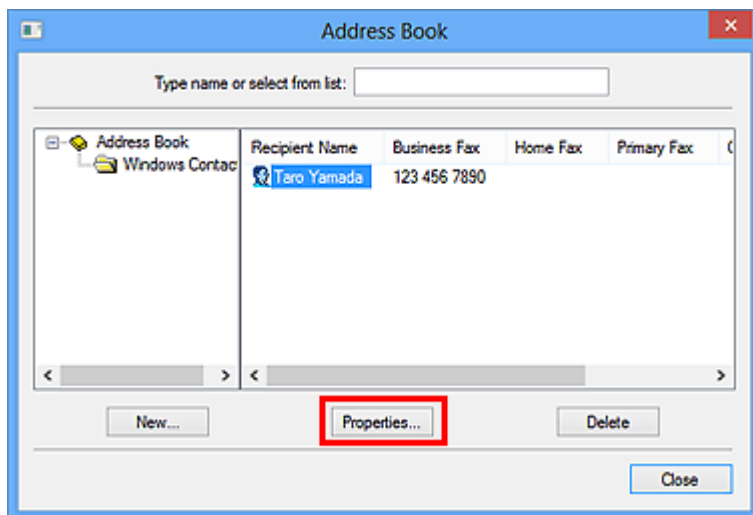 Address Book
Type name or select from list:
Address Book
Windows Contac
Recipient Name Business Fax Home Fax Primary Fax
Taro Yamada 123 456 7890
New... Properties... Delete
Close